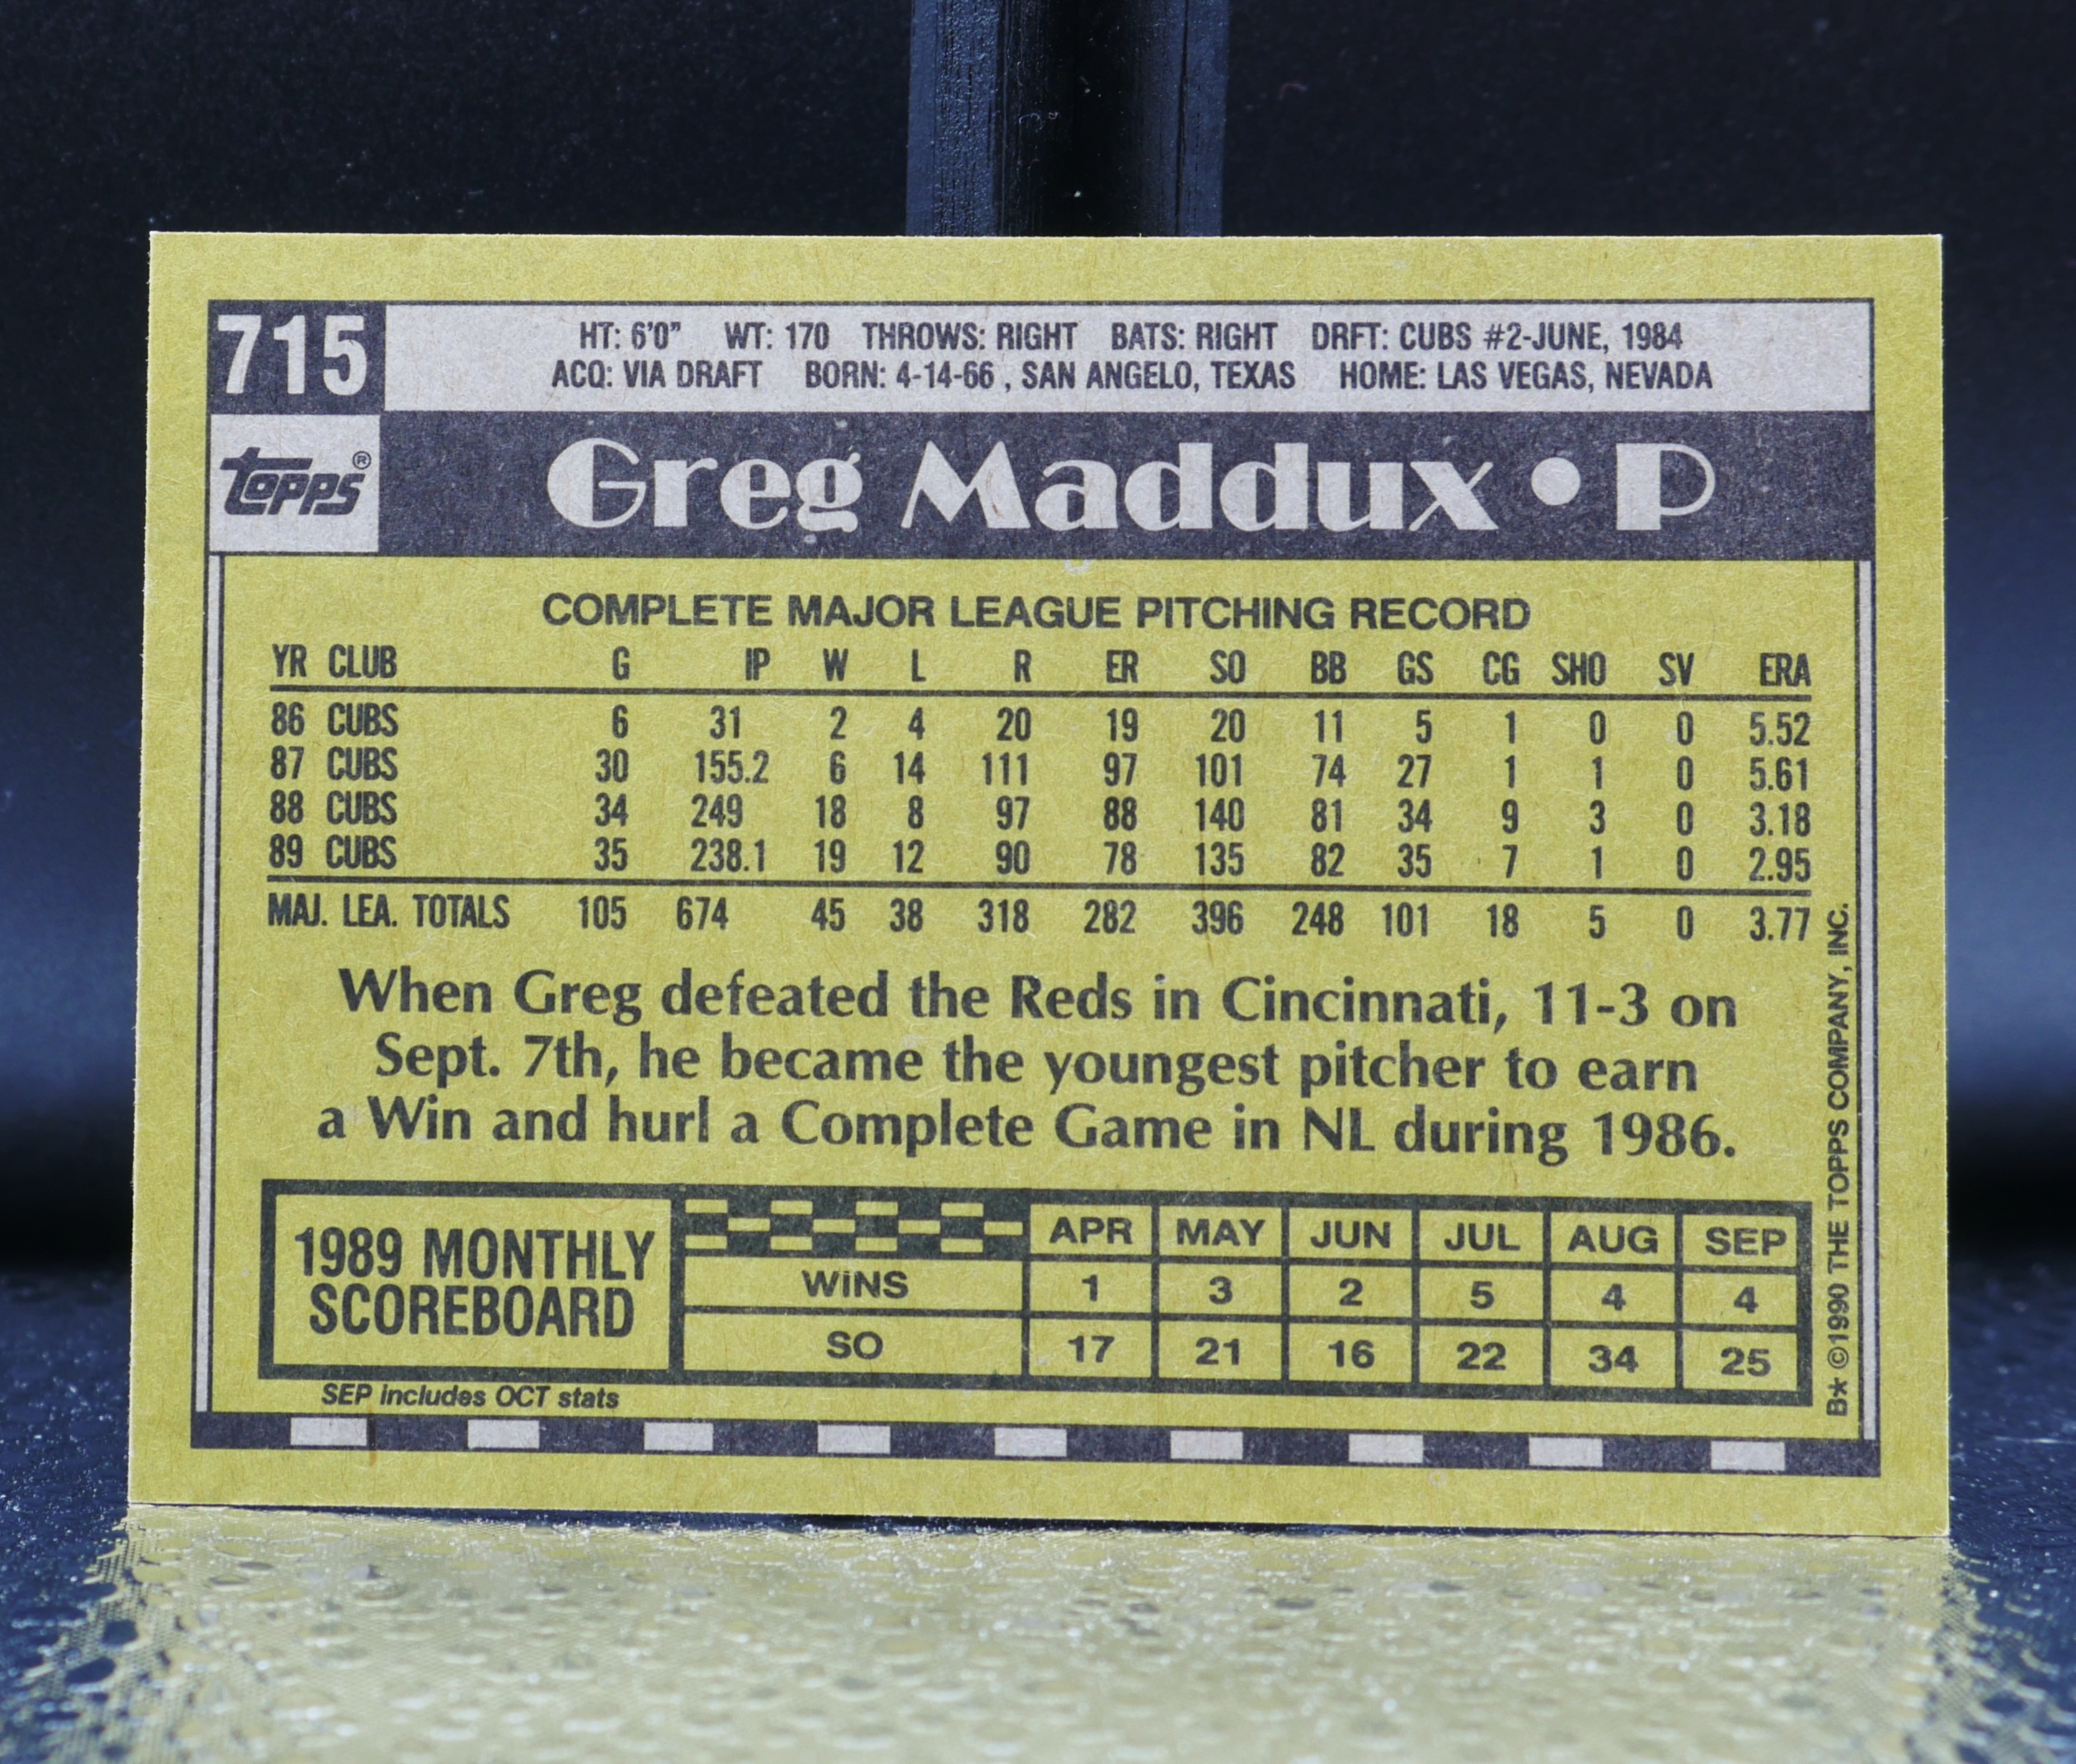 715
HT: 6'0" WT: 170 THROWS: RIGHT BATS: RIGHT DRFT: CUBS #2-JUNE, 1984
ACQ: VIA DRAFT BORN: 4-14-66 , SAN ANGELO, TEXAS HOME: LAS VEGAS, NEVADA
topps®
Greg Maddux • P
COMPLETE MAJOR LEAGUE PITCHING RECORD
YR CLUB G IP W L R ER SO BB GS CG SHO SV ERA
86 CUBS 6 31 2 4 20 19 20 11 5 1 0 0 5.52
87 CUBS 30 155.2 6 14 111 97 101 74 27 1 1 0 5.61
88 CUBS 34 249 18 8 97 88 140 81 34 9 3 0 3.18
89 CUBS 35 238.1 19 12 90 78 135 82 35 7 1 0 2.95
MAJ. LEA. TOTALS 105 674 45 38 318 282 396 248 101 18 5 0 3.77
When Greg defeated the Reds in Cincinnati, 11-3 on
Sept. 7th, he became the youngest pitcher to earn
a Win and hurl a Complete Game in NL during 1986.
1989 MONTHLY
SCOREBOARD
APR MAY JUN JUL AUG SEP
WINS 1 3 2 5 4 4
SO 17 21 16 22 34 25
SEP includes OCT stats
B* ©1990 THE TOPPS COMPANY, INC.